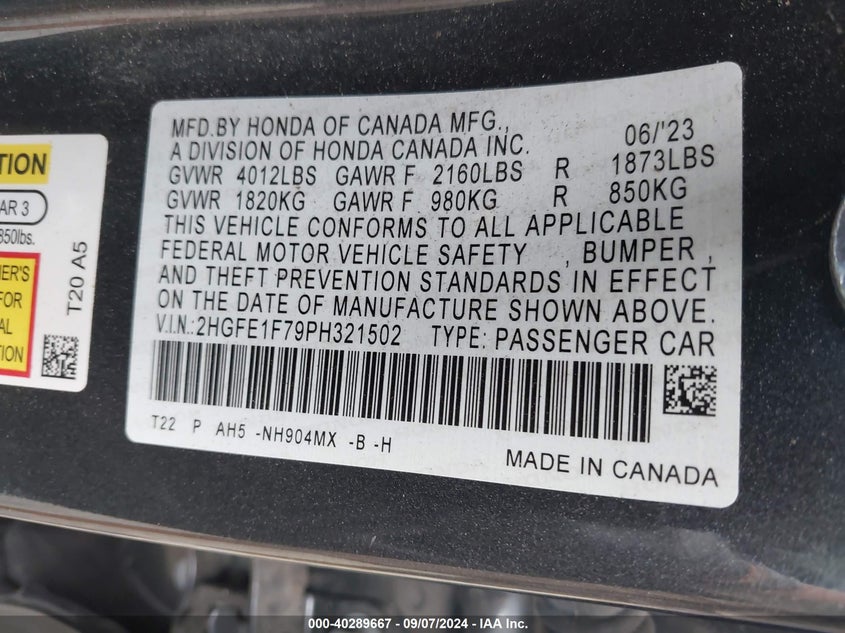 MFD.BY HONDA OF CANADA MFG., 06/'23
A DIVISION OF HONDA CANADA INC.
GVWR 4012LBS GAWR F 2160LBS R 1873LBS
GVWR 1820KG GAWR F 980KG R 850KG
THIS VEHICLE CONFORMS TO ALL APPLICABLE
FEDERAL MOTOR VEHICLE SAFETY , BUMPER ,
AND THEFT PREVENTION STANDARDS IN EFFECT
ON THE DATE OF MANUFACTURE SHOWN ABOVE.
V.I.N.:2HGFE1F79PH321502 TYPE: PASSENGER CAR
T22 P AH5 -NH904MX -B -H
MADE IN CANADA
TION
AR 3
850lbs.
ER'S
FOR
AL
TION
T20 A5
000-40289667 - 09/07/2024 - IAA Inc.